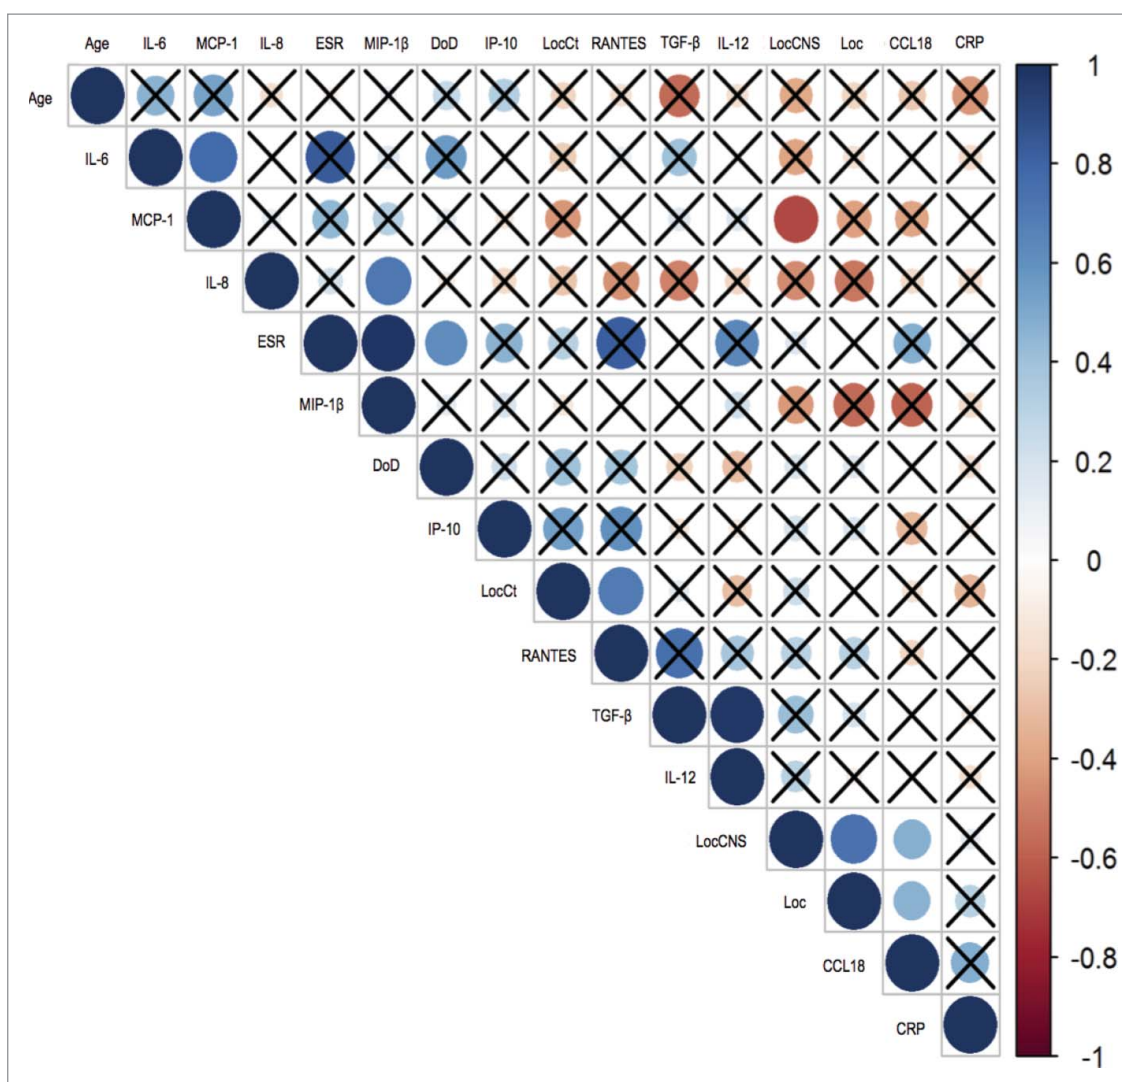 Age IL-6 MCP-1 IL-8 ESR MIP-1β DoD IP-10 LocCt RANTES TGF-β IL-12 LocCNS Loc CCL18 CRP
Age
IL-6
MCP-1
IL-8
ESR
MIP-1β
DoD
IP-10
LocCt
RANTES
TGF-β
IL-12
LocCNS
Loc
CCL18
CRP
1
0.8
0.6
0.4
0.2
0
-0.2
-0.4
-0.6
-0.8
-1